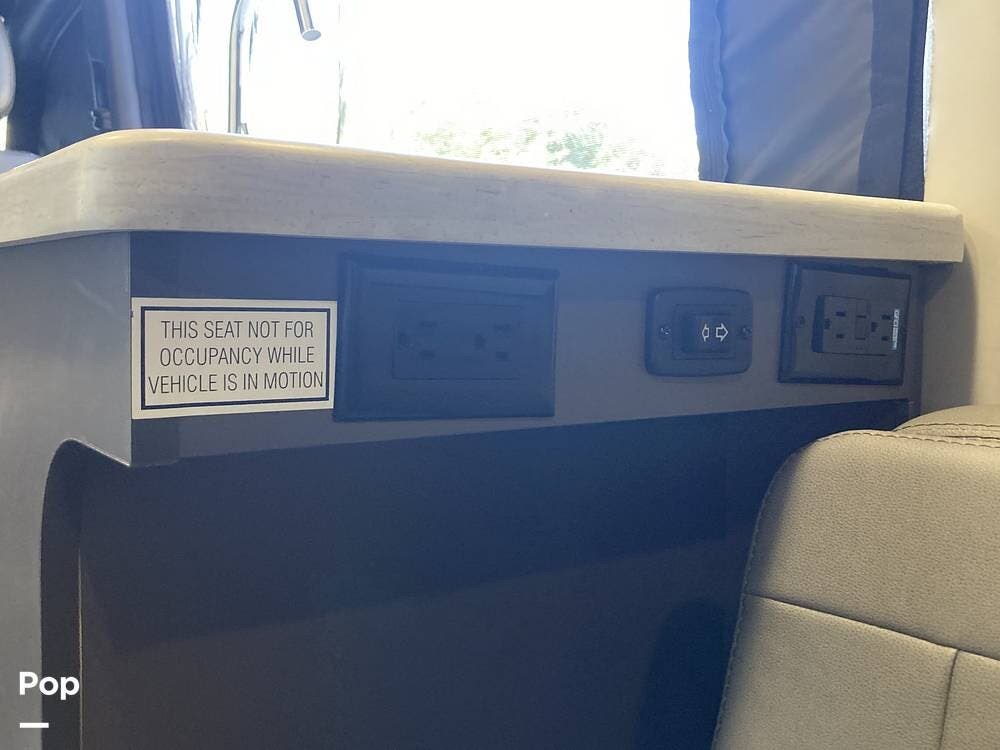 THIS SEAT NOT FOR
OCCUPANCY WHILE
VEHICLE IS IN MOTION
Pop